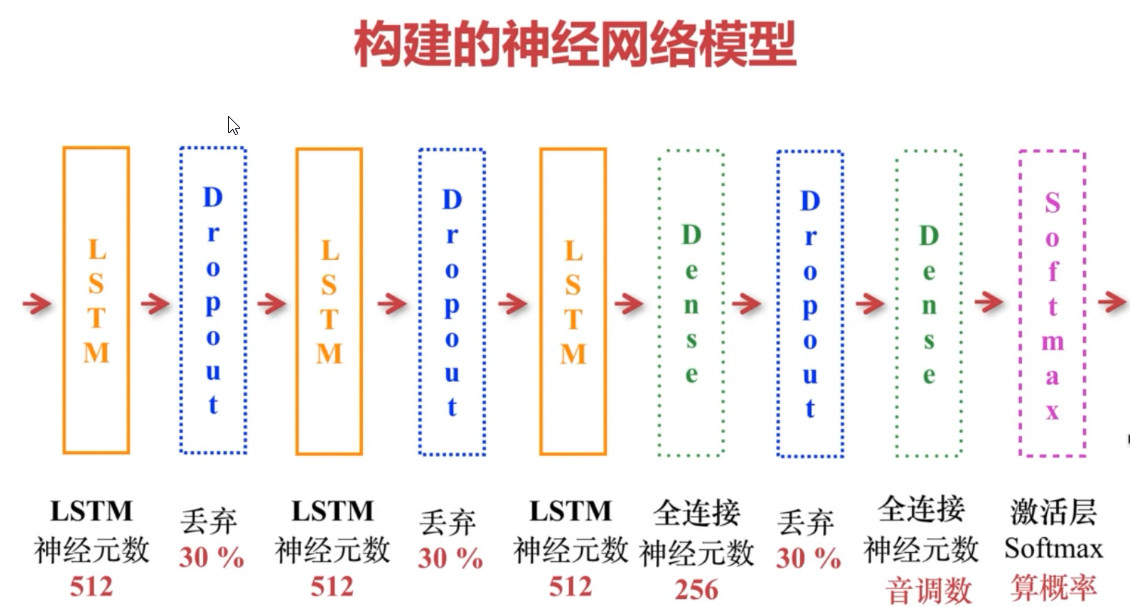 构建的神经网络模型
LSTM
Dropout
LSTM
Dropout
LSTM
Dense
Dropout
Dense
Softmax
LSTM
神经元数
512
丢弃
30 %
LSTM
神经元数
512
丢弃
30 %
LSTM
神经元数
512
全连接
神经元数
256
丢弃
30 %
全连接
神经元数
音调数
激活层
Softmax
算概率